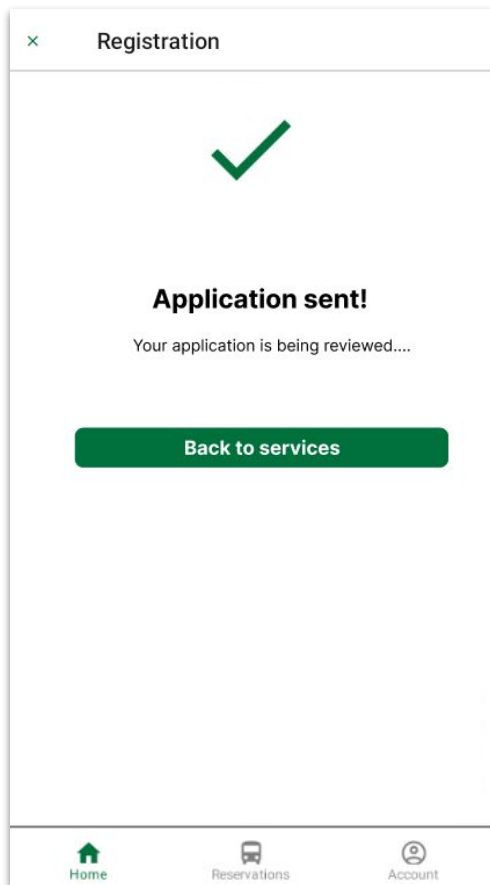 Registration
Application sent!
Your application is being reviewed....
Back to services
Home Reservations Account